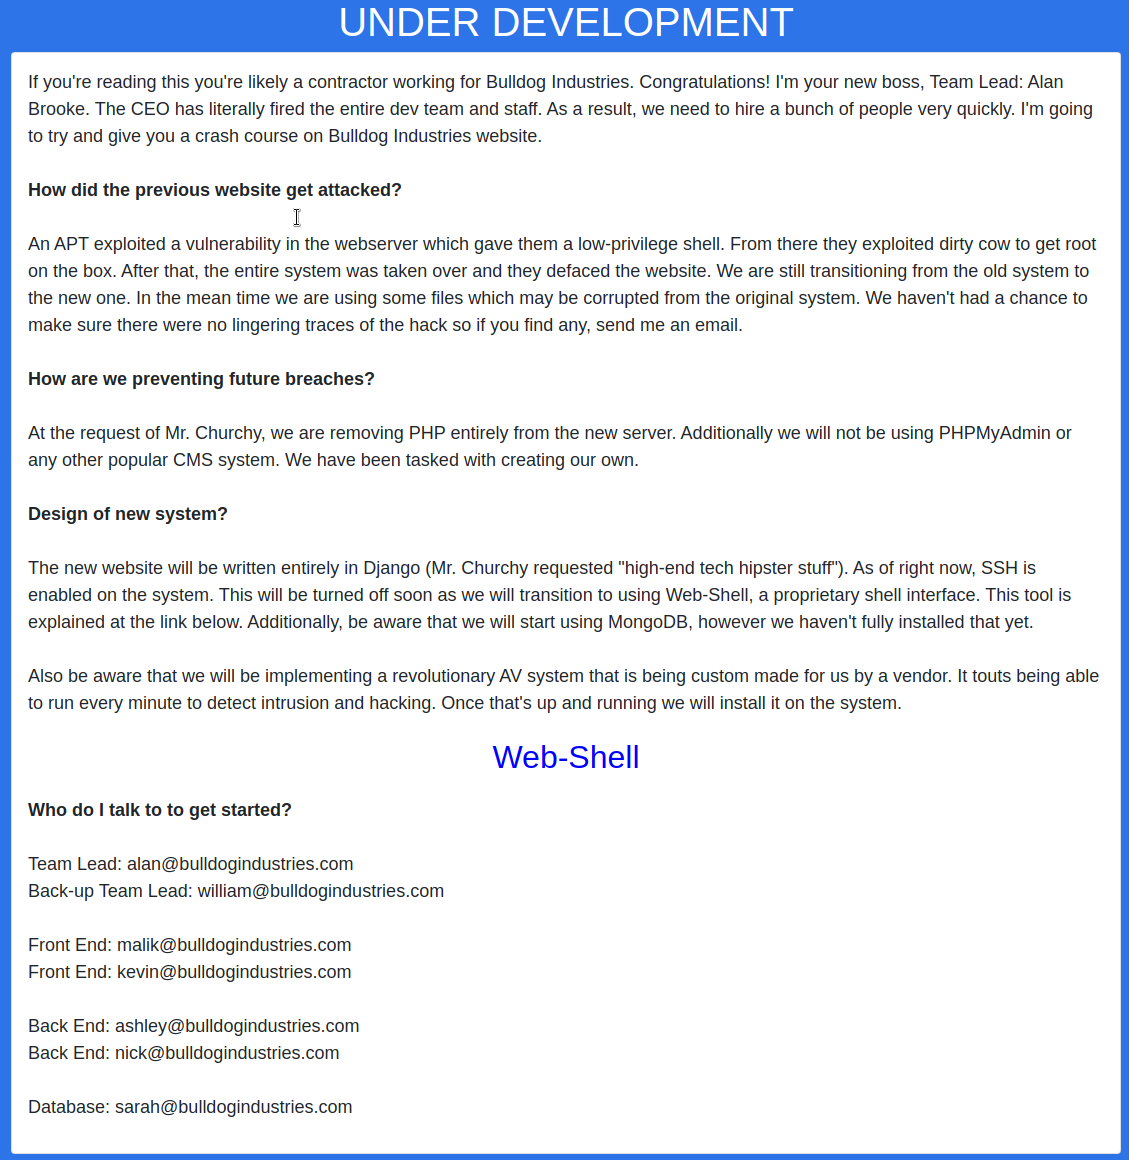 UNDER DEVELOPMENT
If you're reading this you're likely a contractor working for Bulldog Industries. Congratulations! I'm your new boss, Team Lead: Alan
Brooke. The CEO has literally fired the entire dev team and staff. As a result, we need to hire a bunch of people very quickly. I'm going
to try and give you a crash course on Bulldog Industries website.
How did the previous website get attacked?
An APT exploited a vulnerability in the webserver which gave them a low-privilege shell. From there they exploited dirty cow to get root
on the box. After that, the entire system was taken over and they defaced the website. We are still transitioning from the old system to
the new one. In the mean time we are using some files which may be corrupted from the original system. We haven't had a chance to
make sure there were no lingering traces of the hack so if you find any, send me an email.
How are we preventing future breaches?
At the request of Mr. Churchy, we are removing PHP entirely from the new server. Additionally we will not be using PHPMyAdmin or
any other popular CMS system. We have been tasked with creating our own.
Design of new system?
The new website will be written entirely in Django (Mr. Churchy requested "high-end tech hipster stuff"). As of right now, SSH is
enabled on the system. This will be turned off soon as we will transition to using Web-Shell, a proprietary shell interface. This tool is
explained at the link below. Additionally, be aware that we will start using MongoDB, however we haven't fully installed that yet.
Also be aware that we will be implementing a revolutionary AV system that is being custom made for us by a vendor. It touts being able
to run every minute to detect intrusion and hacking. Once that's up and running we will install it on the system.
Web-Shell
Who do I talk to to get started?
Team Lead: alan@bulldogindustries.com
Back-up Team Lead: william@bulldogindustries.com
Front End: malik@bulldogindustries.com
Front End: kevin@bulldogindustries.com
Back End: ashley@bulldogindustries.com
Back End: nick@bulldogindustries.com
Database: sarah@bulldogindustries.com